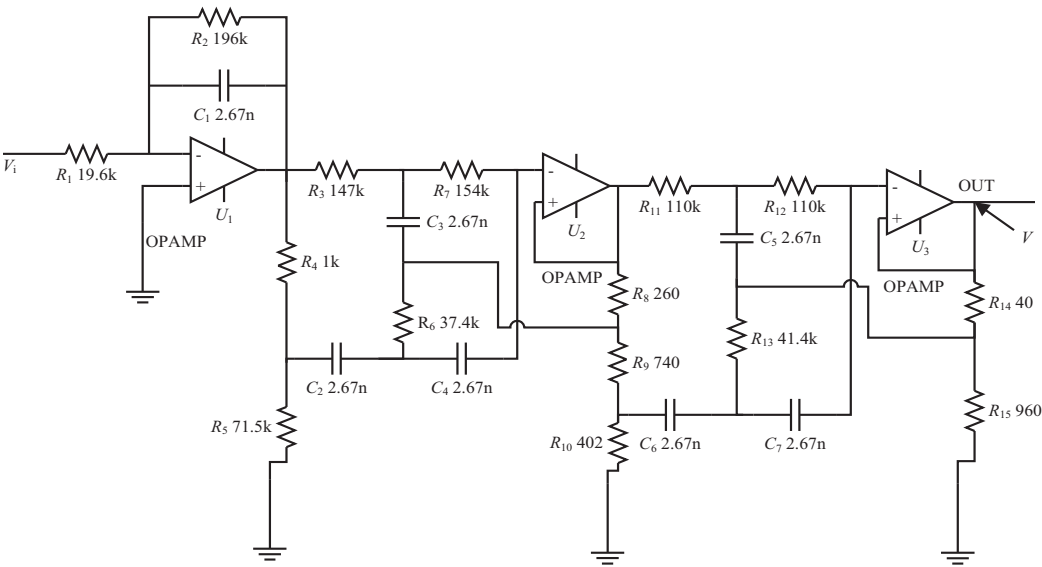 R2 196k
C1 2.67n
Vi
R1 19.6k
-
+
U1
OPAMP
R3 147k
R7 154k
C3 2.67n
R4 1k
R6 37.4k
C2 2.67n
C4 2.67n
R5 71.5k
-
+
U2
OPAMP
R11 110k
R12 110k
C5 2.67n
R8 260
R9 740
R13 41.4k
R10 402
C6 2.67n
C7 2.67n
-
+
U3
OPAMP
OUT
V
R14 40
R15 960